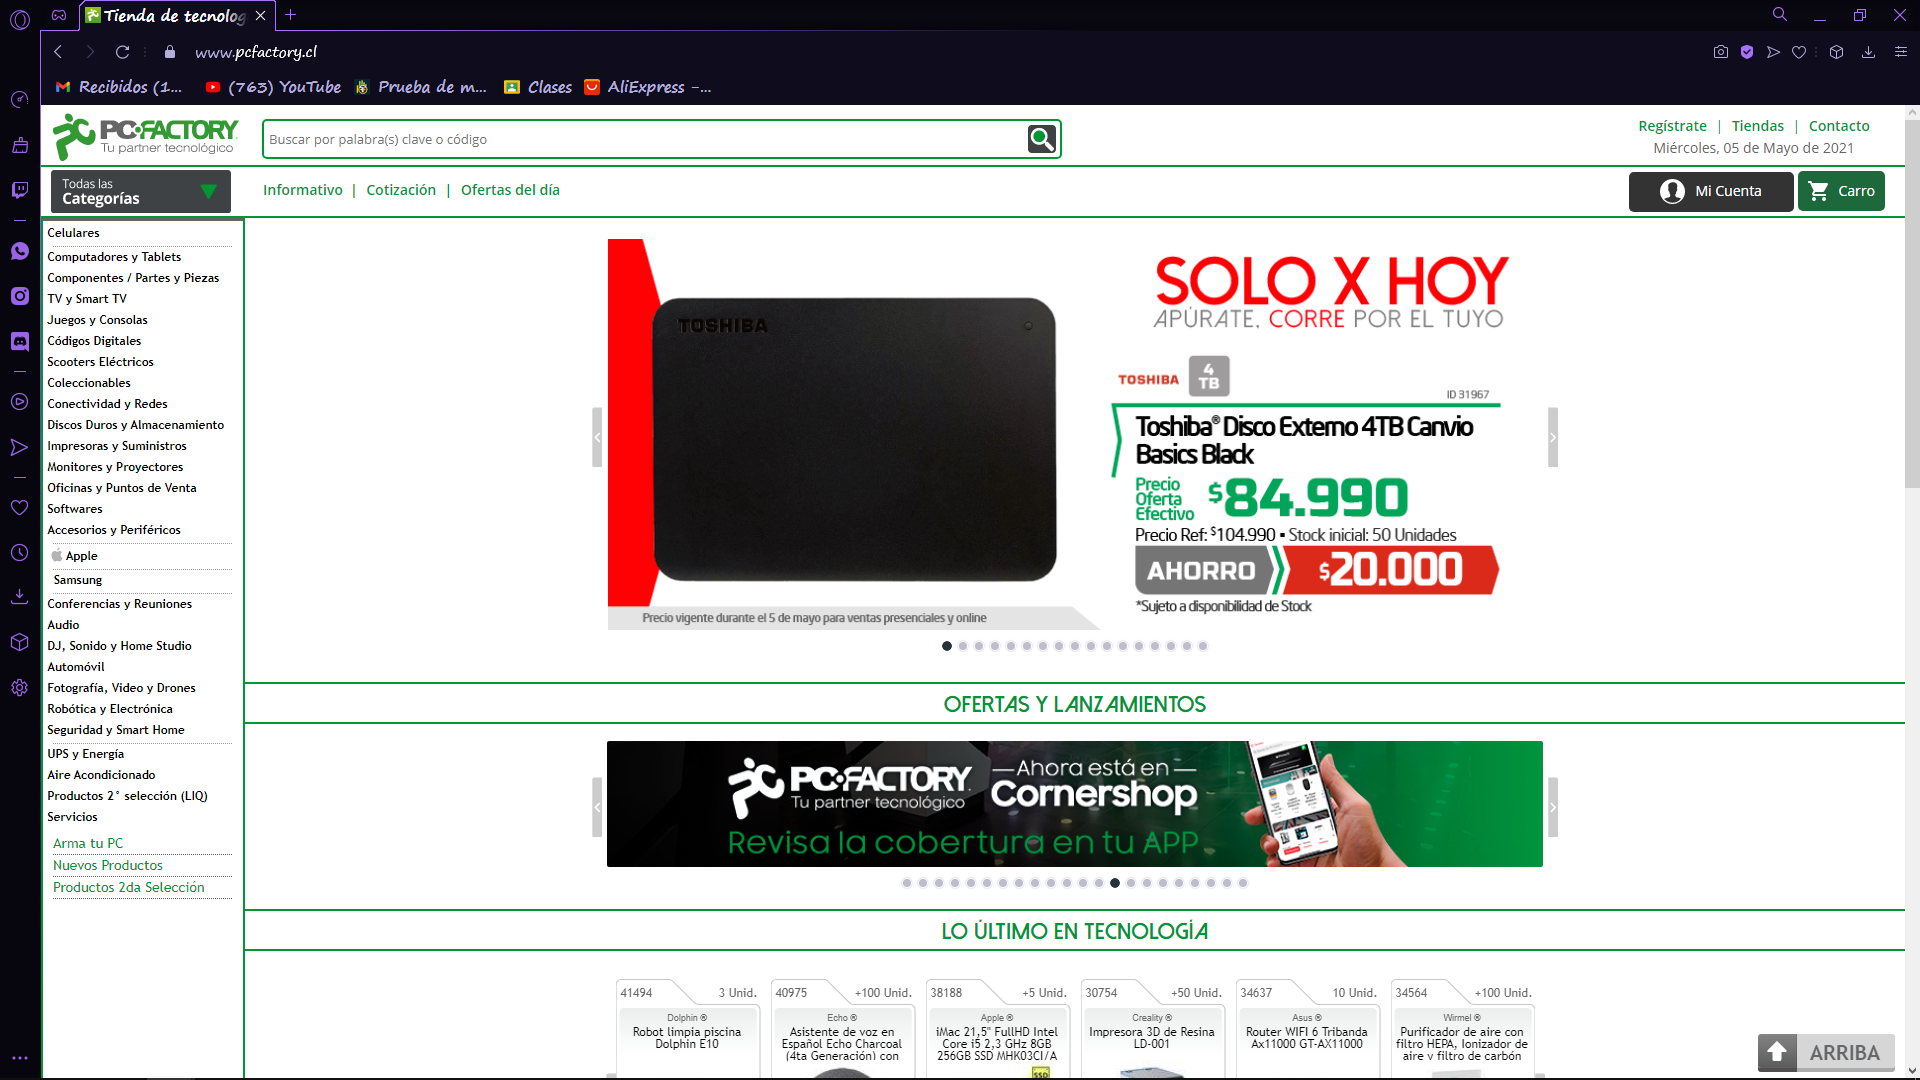 Tienda de tecnolog
www.pcfactory.cl
Recibidos (1...
(763) YouTube
Prueba de m...
Clases
AliExpress -...
PC FACTORY
Tu partner tecnológico
Buscar por palabra(s) clave o código
Regístrate | Tiendas | Contacto
Miércoles, 05 de Mayo de 2021
Todas las
Categorías
Informativo | Cotización | Ofertas del día
Mi Cuenta
Carro
Celulares
Computadores y Tablets
Componentes / Partes y Piezas
TV y Smart TV
Juegos y Consolas
Códigos Digitales
Scooters Eléctricos
Coleccionables
Conectividad y Redes
Discos Duros y Almacenamiento
Impresoras y Suministros
Monitores y Proyectores
Oficinas y Puntos de Venta
Softwares
Accesorios y Periféricos
Apple
Samsung
Conferencias y Reuniones
Audio
DJ, Sonido y Home Studio
Automóvil
Fotografía, Video y Drones
Robótica y Electrónica
Seguridad y Smart Home
UPS y Energía
Aire Acondicionado
Productos 2° selección (LIQ)
Servicios
Arma tu PC
Nuevos Productos
Productos 2da Selección
TOSHIBA
SOLO X HOY
APÚRATE, CORRE POR EL TUYO
TOSHIBA
4
TB
ID 31967
Toshiba® Disco Externo 4TB Canvio
Basics Black
Precio
Oferta
Efectivo
$84.990
Precio Ref: $104.990 ▪ Stock inicial: 50 Unidades
AHORRO
$20.000
*Sujeto a disponibilidad de Stock
Precio vigente durante el 5 de mayo para ventas presenciales y online
OFERTAS Y LANZAMIENTOS
PC FACTORY
Tu partner tecnológico
Ahora está en
Cornershop
Revisa la cobertura en tu APP
LO ÚLTIMO EN TECNOLOGÍA
41494
3 Unid.
Dolphin ®
Robot limpia piscina
Dolphin E10
40975
+100 Unid.
Echo ®
Asistente de voz en
Español Echo Charcoal
(4ta Generación) con
38188
+5 Unid.
Apple ®
iMac 21,5" FullHD Intel
Core i5 2,3 GHz 8GB
256GB SSD MHK03CI/A
SSD
30754
+50 Unid.
Creality ®
Impresora 3D de Resina
LD-001
34637
10 Unid.
Asus ®
Router WIFI 6 Tribanda
Ax11000 GT-AX11000
34564
+100 Unid.
Wirmel ®
Purificador de aire con
filtro HEPA, Ionizador de
aire y filtro de carbón
ARRIBA